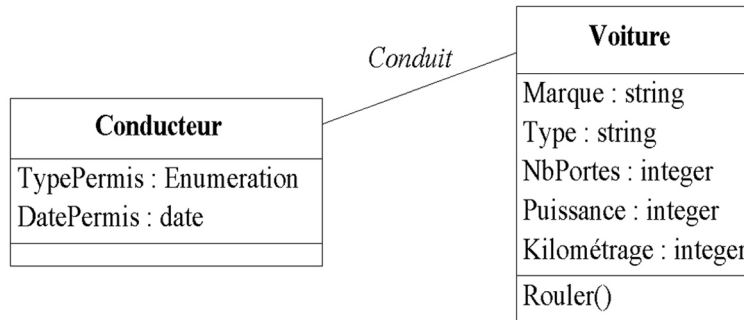 Conduit
Conducteur
TypePermis : Enumeration
DatePermis : date
Voiture
Marque : string
Type : string
NbPortes : integer
Puissance : integer
Kilométrage : integer
Rouler()